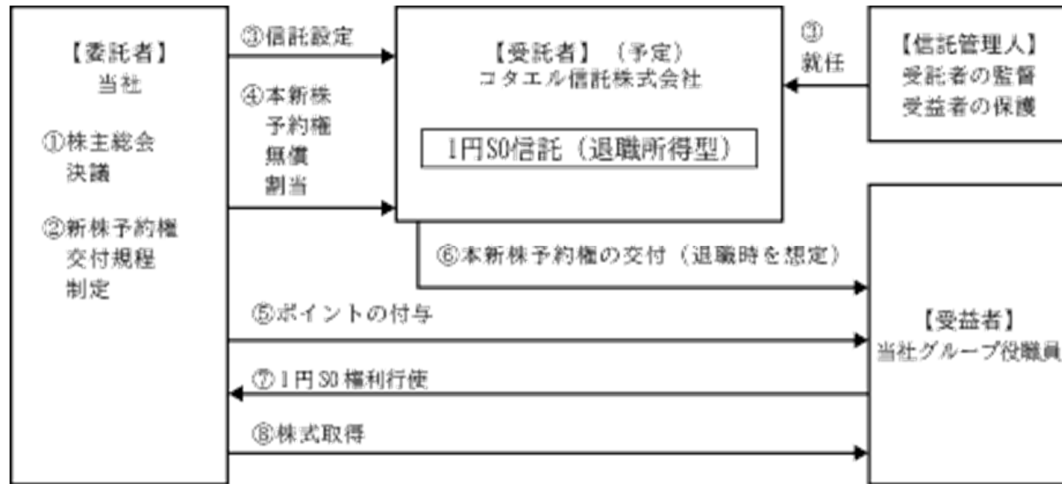 【委託者】
当社
①株主総会
決議
②新株予約権
交付規程
制定
③信託設定
④本新株
予約権
無償
割当
【受託者】（予定）
コタエル信託株式会社
1円SO信託（退職所得型）
③
就任
【信託管理人】
受託者の監督
受益者の保護
⑥本新株予約権の交付（退職時を想定）
⑤ポイントの付与
⑦1円SO権利行使
⑧株式取得
【受益者】
当社グループ役職員